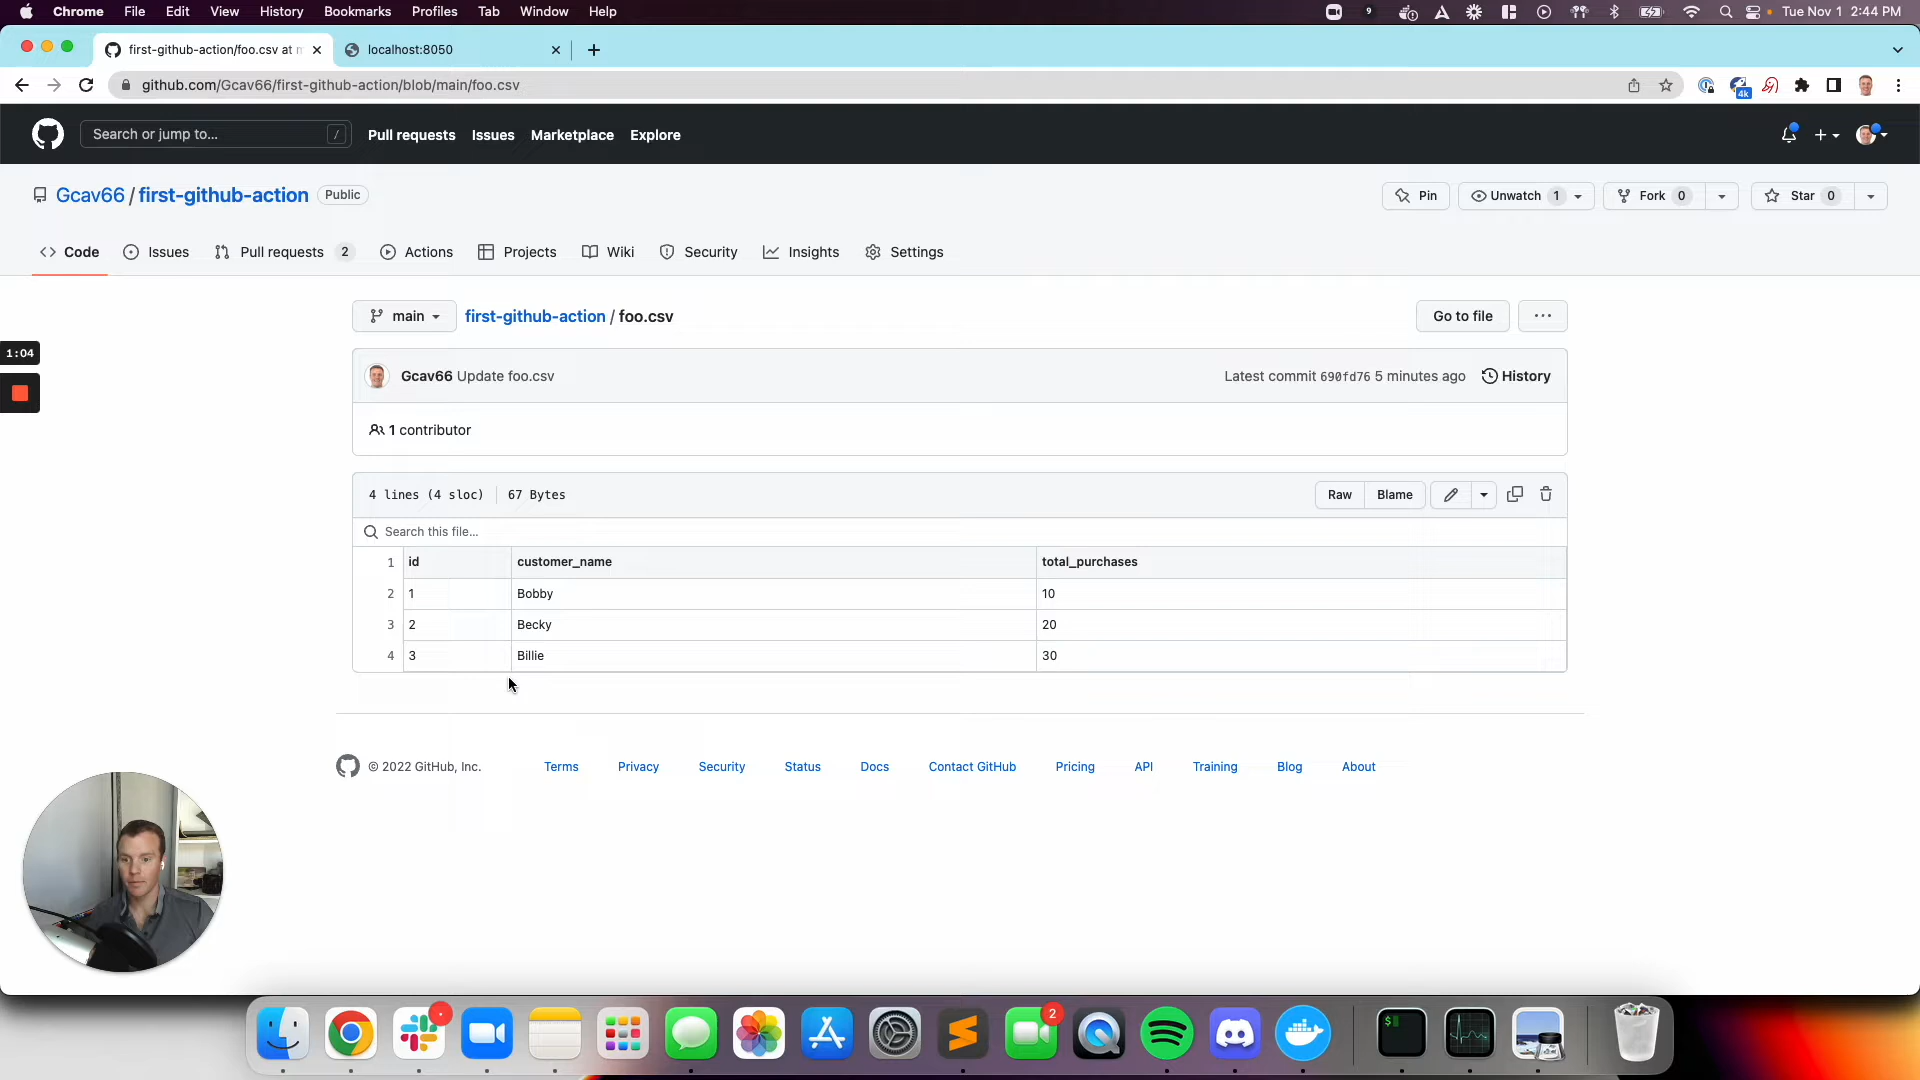 Chrome File Edit View History Bookmarks Profiles Tab Window Help 9 Tue Nov 1 2:44 PM
first-github-action/foo.csv at m localhost:8050
github.com/Gcav66/first-github-action/blob/main/foo.csv 4k
Search or jump to... / Pull requests Issues Marketplace Explore
Gcav66 / first-github-action Public Pin Unwatch 1 Fork 0 Star 0
Code Issues Pull requests 2 Actions Projects Wiki Security Insights Settings
main first-github-action / foo.csv Go to file ...
1:04
Gcav66 Update foo.csv Latest commit 690fd76 5 minutes ago History
1 contributor
4 lines (4 sloc) 67 Bytes Raw Blame
Search this file...
1 id customer_name total_purchases
2 1 Bobby 10
3 2 Becky 20
4 3 Billie 30
© 2022 GitHub, Inc. Terms Privacy Security Status Docs Contact GitHub Pricing API Training Blog About
2
$